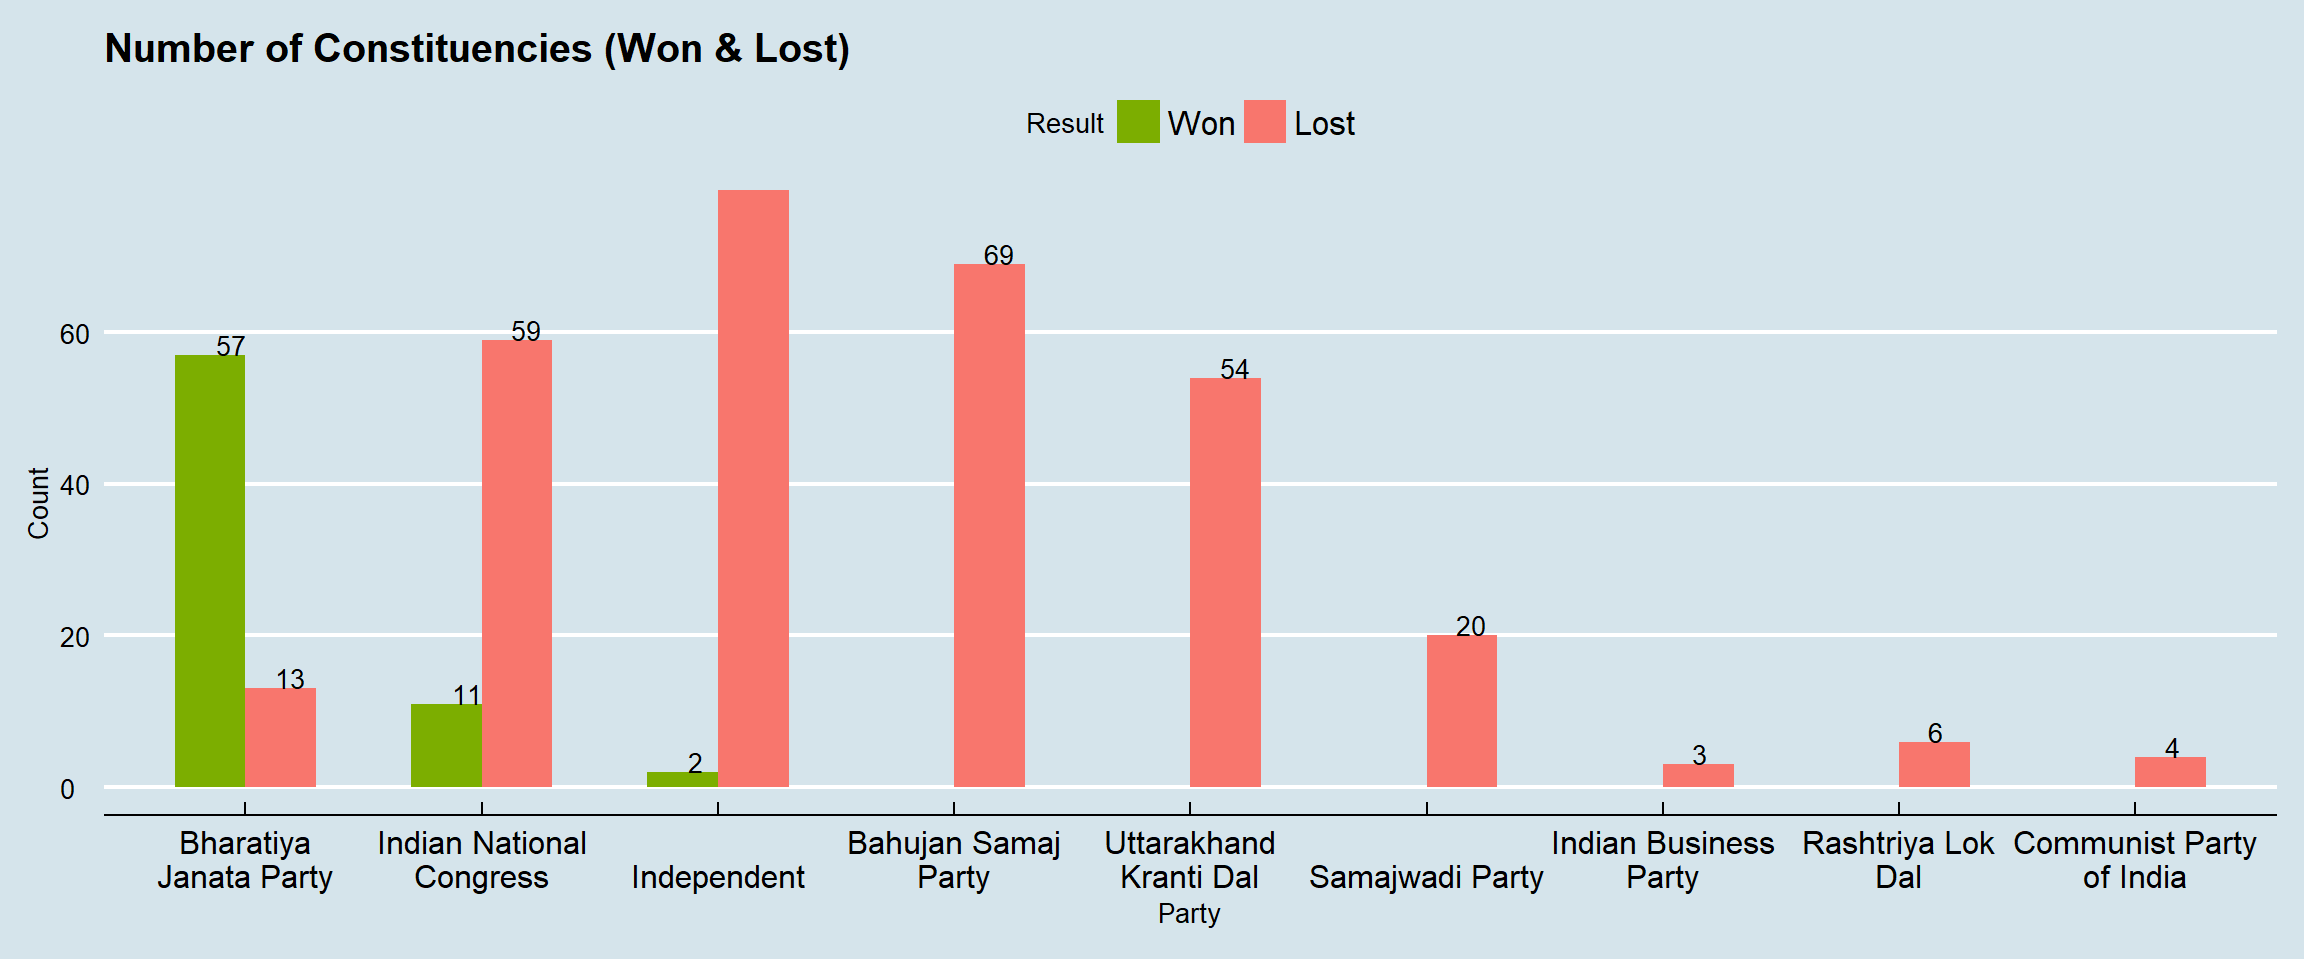 Number of Constituencies (Won & Lost)
Result Won Lost
69
60
59
57
54
40
Count
20
20
13
11
2
3
6
4
0
Bharatiya
Janata Party
Indian National
Congress
Independent
Bahujan Samaj
Party
Uttarakhand
Kranti Dal
Samajwadi Party
Indian Business
Party
Rashtriya Lok
Dal
Communist Party
of India
Party